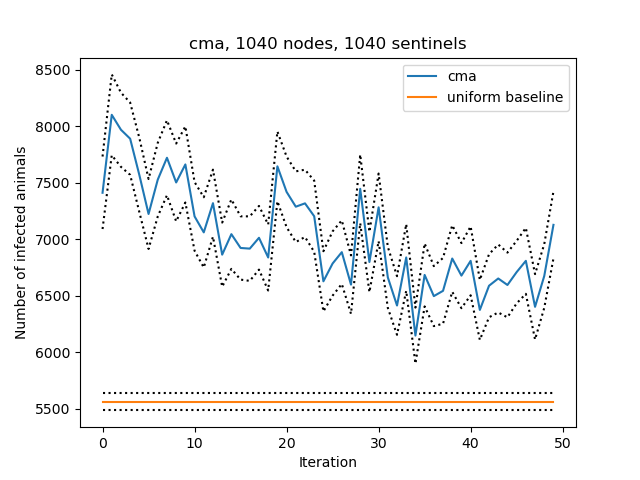 cma, 1040 nodes, 1040 sentinels
cma
uniform baseline
Number of infected animals
8500
8000
7500
7000
6500
6000
5500
0 10 20 30 40 50
Iteration